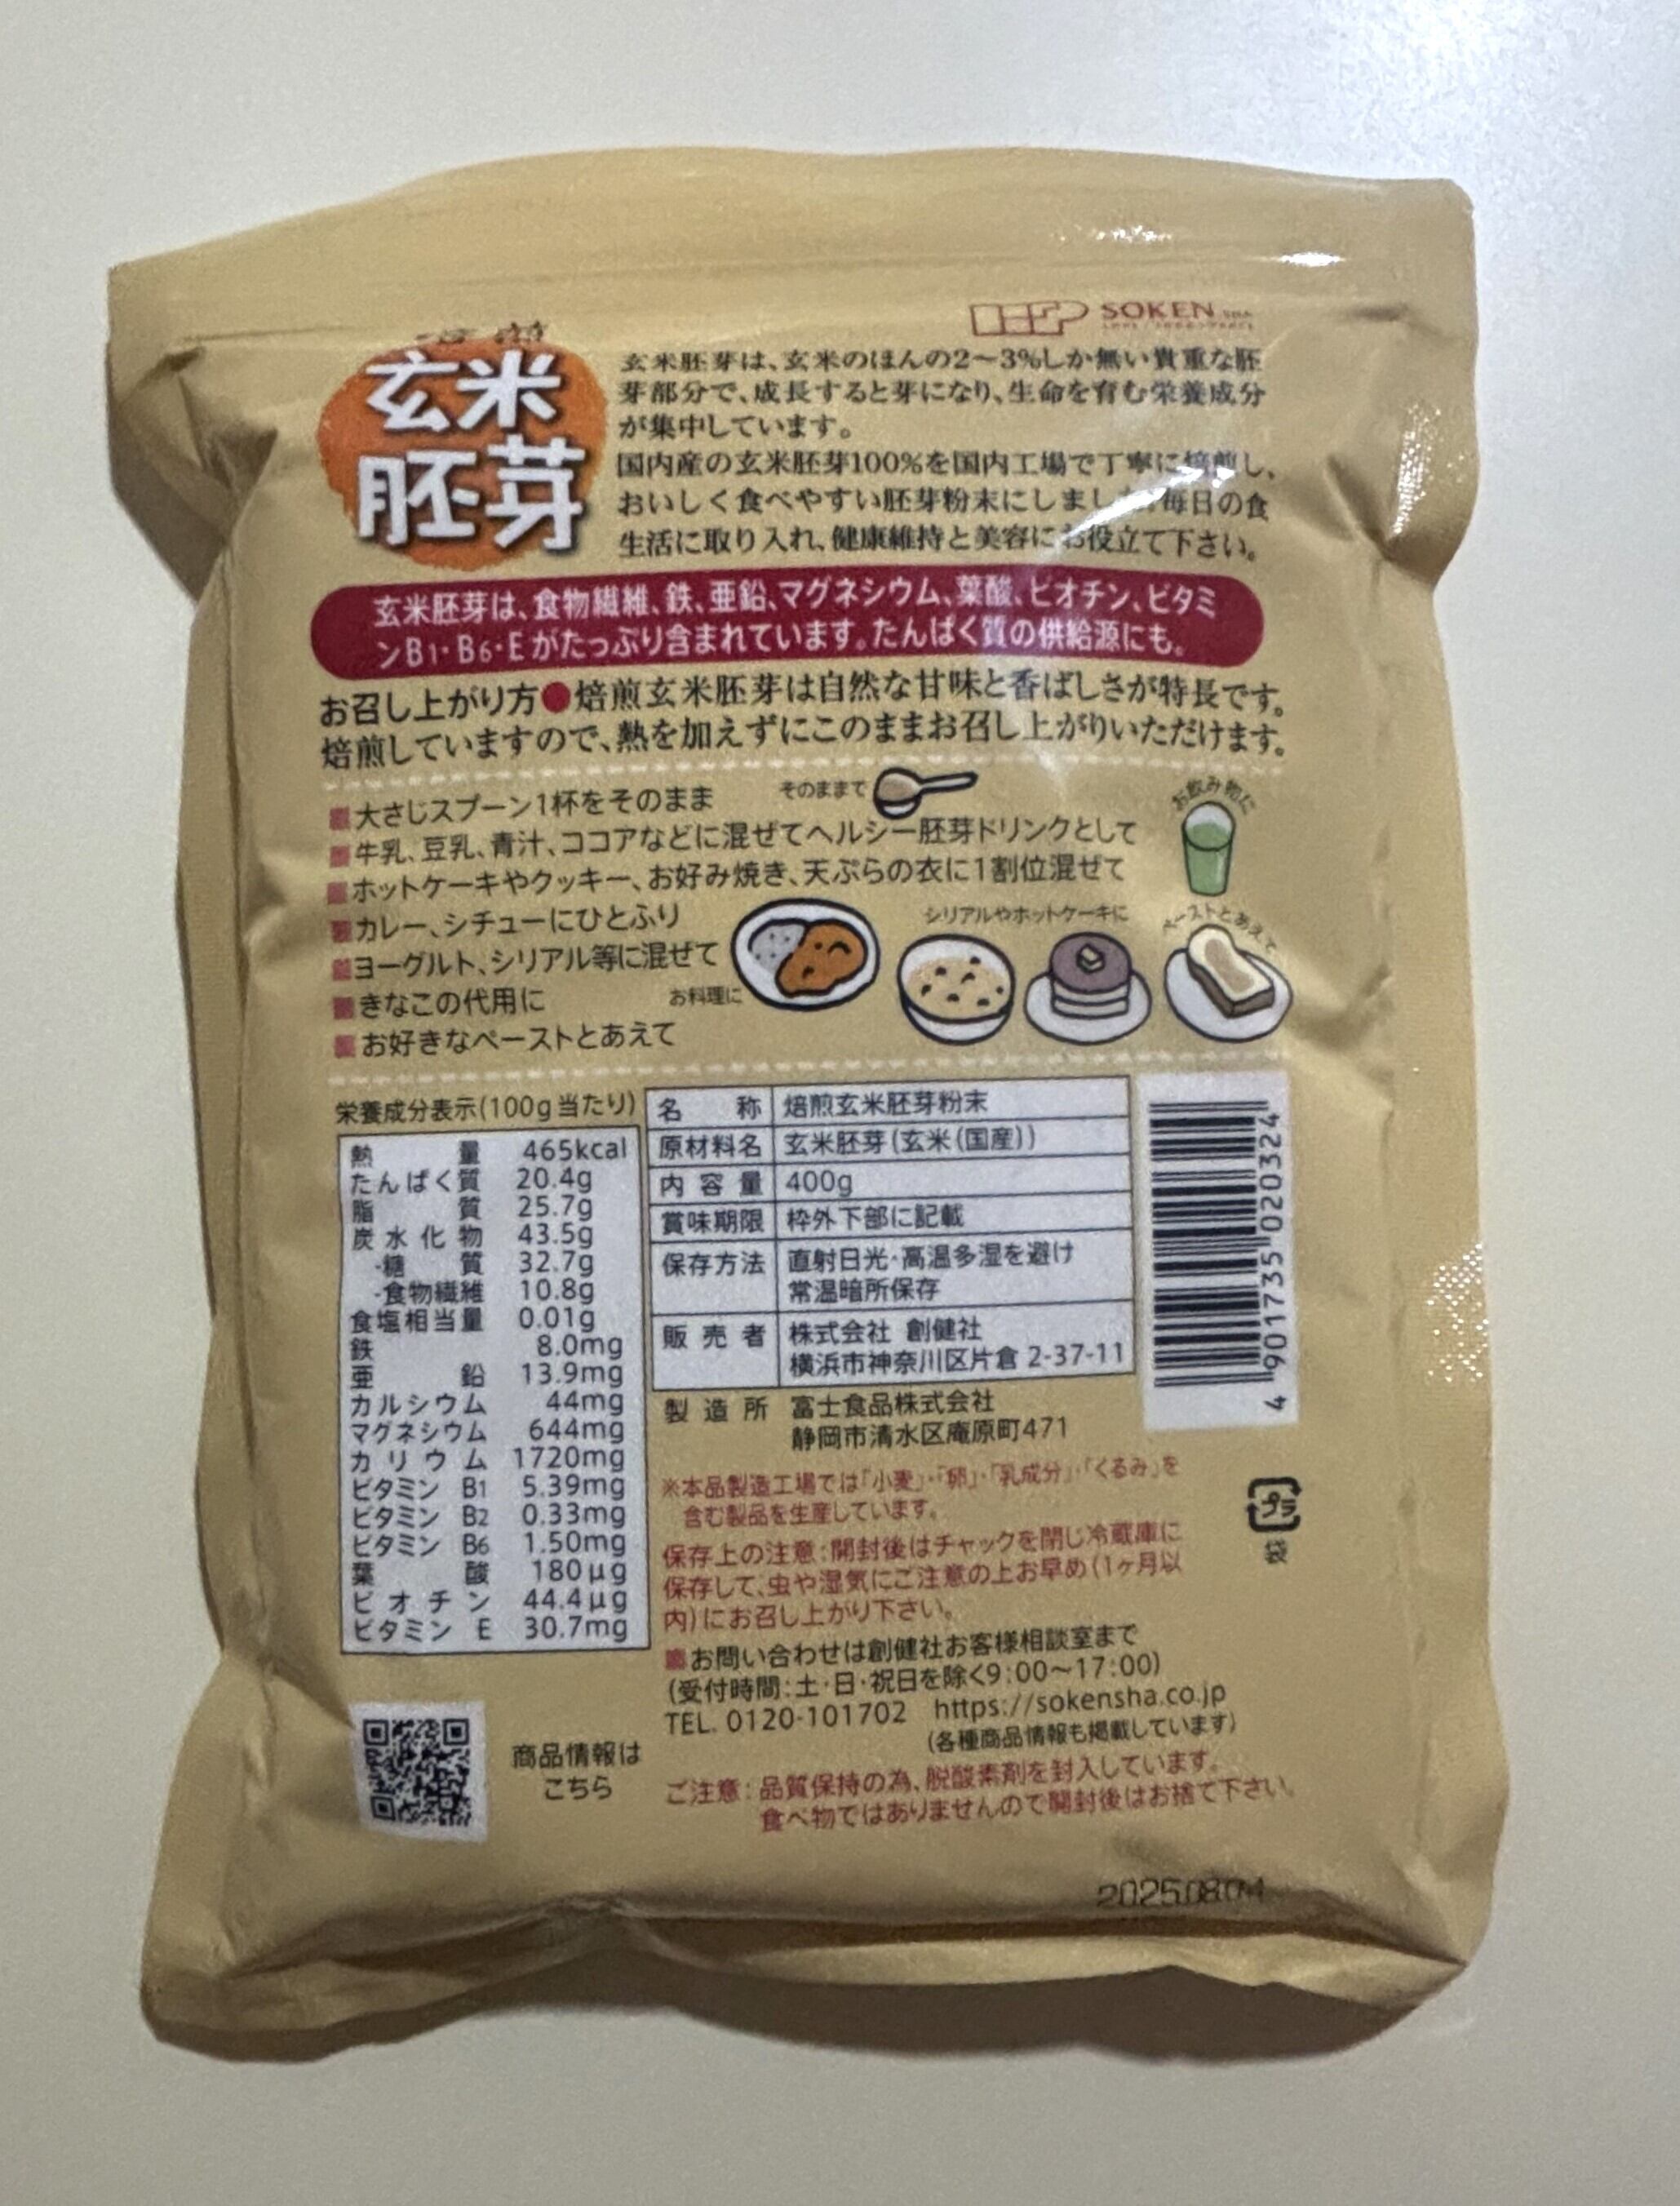 SOKEN
玄米
胚芽
玄米胚芽は、玄米のほんの2〜3%しか無い貴重な胚
芽部分で、成長すると芽になり、生命を育む栄養成分
が集中しています。
国内産の玄米胚芽100%を国内工場で丁寧に焙煎し、
おいしく食べやすい胚芽粉末にしました。毎日の食
生活に取り入れ、健康維持と美容にお役立て下さい。
玄米胚芽は、食物繊維、鉄、亜鉛、マグネシウム、葉酸、ビオチン、ビタミ
ンB1・B6・Eがたっぷり含まれています。たんぱく質の供給源にも。
お召し上がり方●焙煎玄米胚芽は自然な甘味と香ばしさが特長です。
焙煎していますので、熱を加えずにこのままお召し上がりいただけます。
■大さじスプーン1杯をそのまま
そのままで
お飲み物に
■牛乳、豆乳、青汁、ココアなどに混ぜてヘルシー胚芽ドリンクとして
■ホットケーキやクッキー、お好み焼き、天ぷらの衣に1割位混ぜて
■カレー、シチューにひとふり
シリアルやホットケーキに
ペーストとあえて
■ヨーグルト、シリアル等に混ぜて
■きなこの代用に
お料理に
■お好きなペーストとあえて
栄養成分表示(100g当たり)
熱量 465kcal
たんぱく質 20.4g
脂質 25.7g
炭水化物 43.5g
-糖質 32.7g
-食物繊維 10.8g
食塩相当量 0.01g
鉄 8.0mg
亜鉛 13.9mg
カルシウム 44mg
マグネシウム 644mg
カリウム 1720mg
ビタミン B1 5.39mg
ビタミン B2 0.33mg
ビタミン B6 1.50mg
葉酸 180μg
ビオチン 44.4μg
ビタミン E 30.7mg
名称 焙煎玄米胚芽粉末
原材料名 玄米胚芽(玄米(国産))
内容量 400g
賞味期限 枠外下部に記載
保存方法 直射日光・高温多湿を避け
常温暗所保存
販売者 株式会社 創健社
横浜市神奈川区片倉 2-37-11
製造所 富士食品株式会社
静岡市清水区庵原町471
4 901735 020324
※本品製造工場では「小麦」・「卵」・「乳成分」・「くるみ」を
含む製品を生産しています。
保存上の注意:開封後はチャックを閉じ冷蔵庫に
保存して、虫や湿気にご注意の上お早め(1ヶ月以
内)にお召し上がり下さい。
プラ
袋
■お問い合わせは創健社お客様相談室まで
(受付時間:土・日・祝日を除く9:00〜17:00)
TEL. 0120-101702 https://sokensha.co.jp
(各種商品情報も掲載しています)
商品情報は
こちら
ご注意:品質保持の為、脱酸素剤を封入しています。
食べ物ではありませんので開封後はお捨て下さい。
2025.08.04